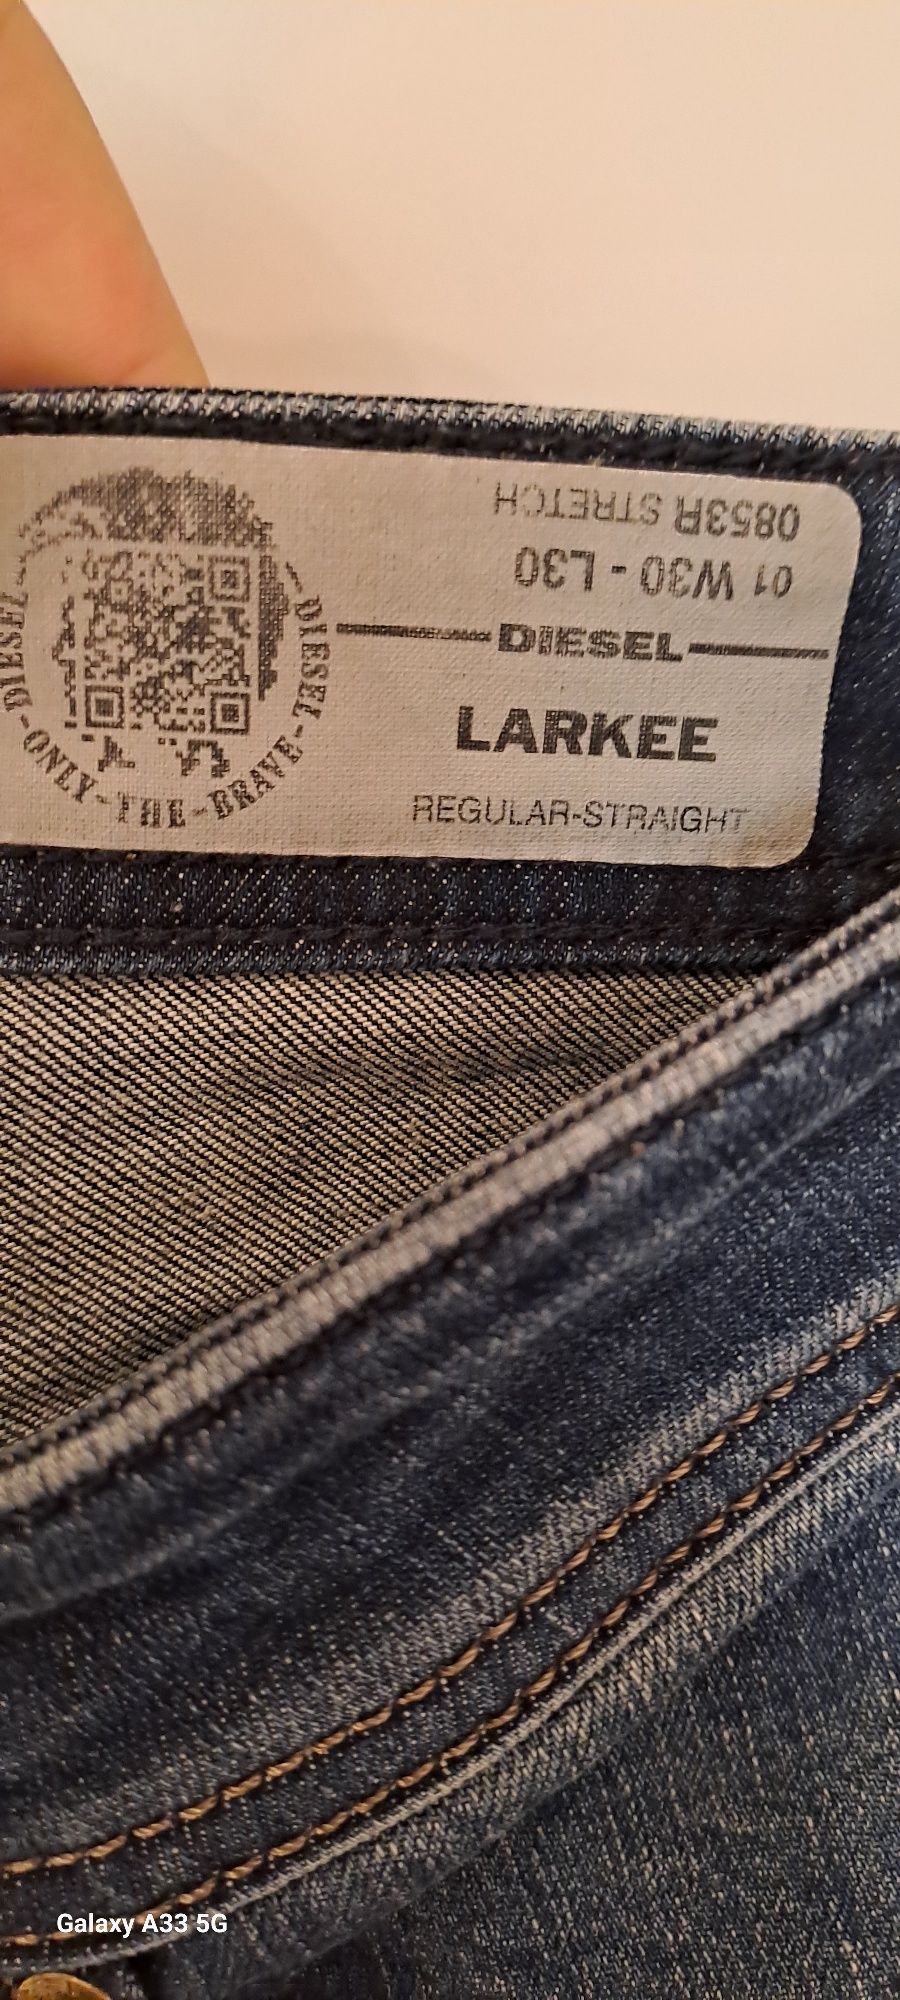 DIESEL-ONLY-THE-BRAVE-DIESEL-
0853R STRETCH
01 W30 - L30
DIESEL
LARKEE
REGULAR-STRAIGHT
Galaxy A33 5G